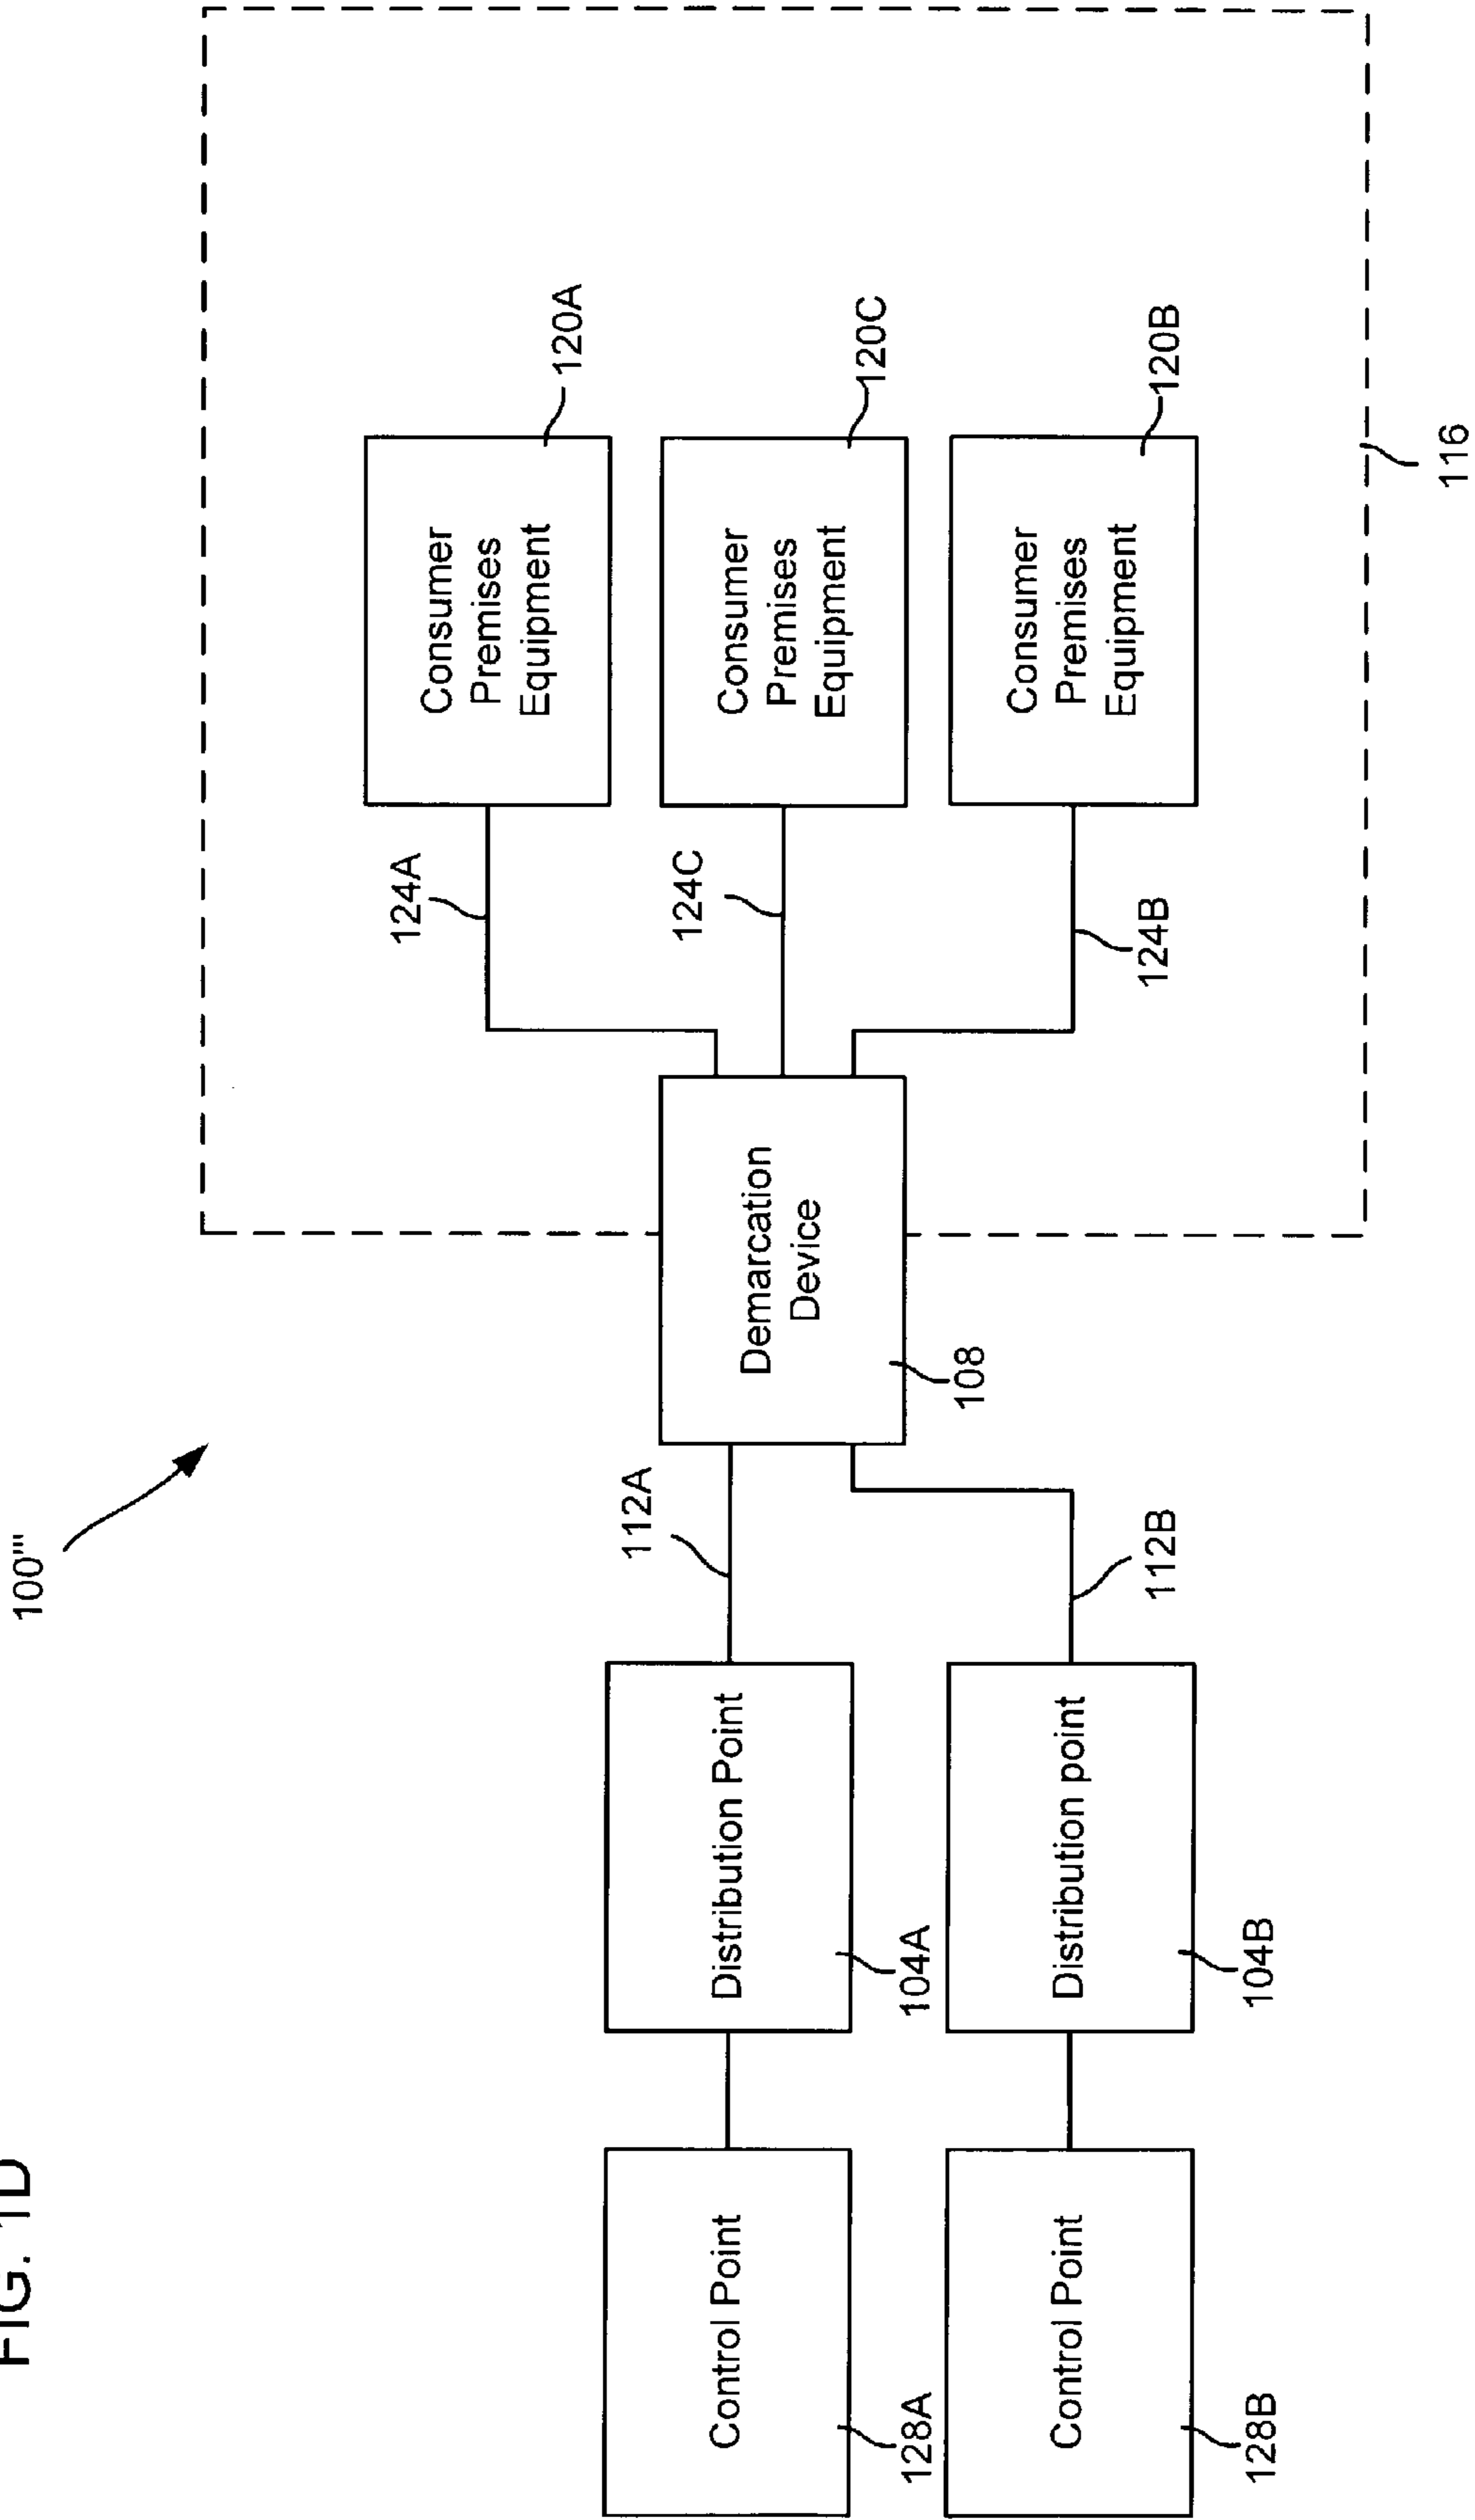 FIG. 1D
100'''
Control Point
128A
Control Point
128B
Distribution Point
104A
Distribution point
104B
112A
112B
Demarcation
Device
108
124A
124C
124B
Consumer
Premises
Equipment
120A
Consumer
Premises
Equipment
120C
Consumer
Premises
Equipment
120B
116